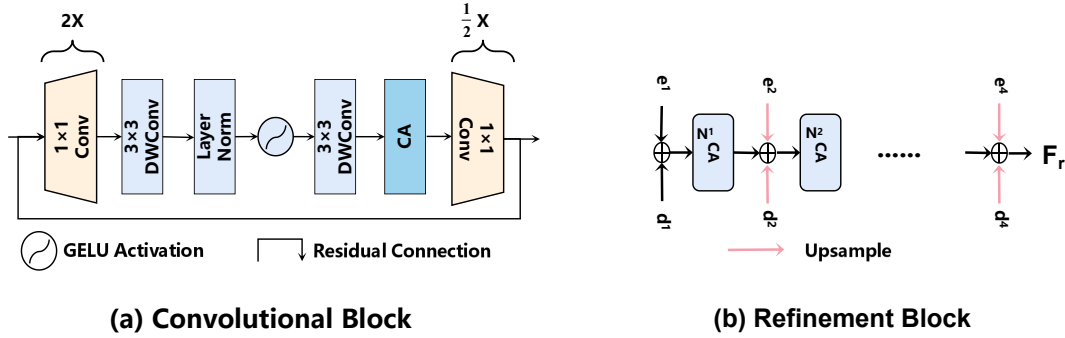 2X
1/2 X
1×1 Conv
3×3 DWConv
Layer Norm
3×3 DWConv
CA
1×1 Conv
GELU Activation
Residual Connection
(a) Convolutional Block
e¹
e²
e⁴
N¹ CA
N² CA
......
F_r
d¹
d²
d⁴
Upsample
(b) Refinement Block